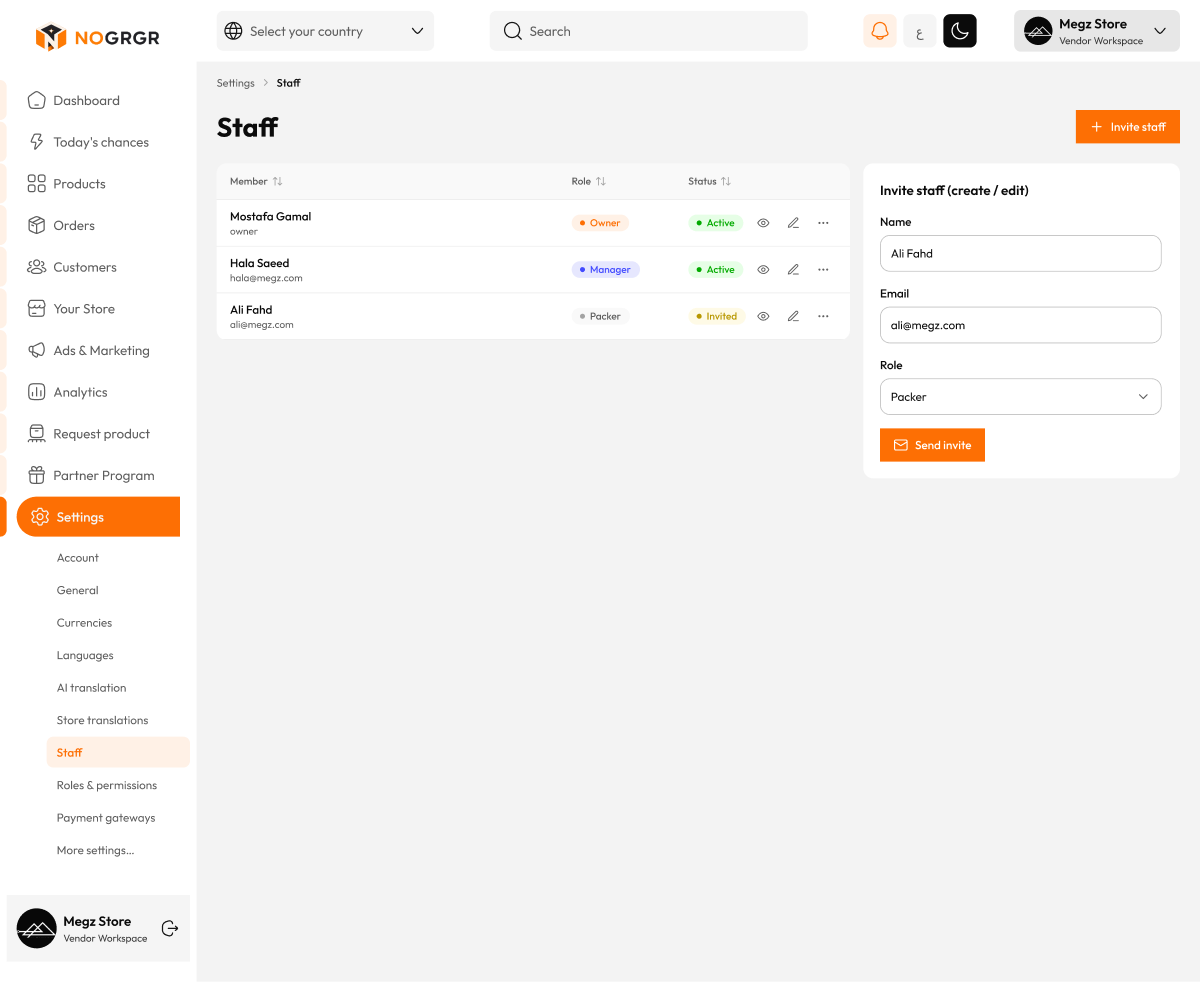 NOGRGR
Select your country
Search
ع
Megz Store
Vendor Workspace
Dashboard
Today's chances
Products
Orders
Customers
Your Store
Ads & Marketing
Analytics
Request product
Partner Program
Settings
Account
General
Currencies
Languages
AI translation
Store translations
Staff
Roles & permissions
Payment gateways
More settings...
Megz Store
Vendor Workspace
Settings > Staff
Staff
+ Invite staff
Member Role Status
Mostafa Gamal Owner Active
owner
Hala Saeed Manager Active
hala@megz.com
Ali Fahd Packer Invited
ali@megz.com
Invite staff (create / edit)
Name
Ali Fahd
Email
ali@megz.com
Role
Packer
Send invite